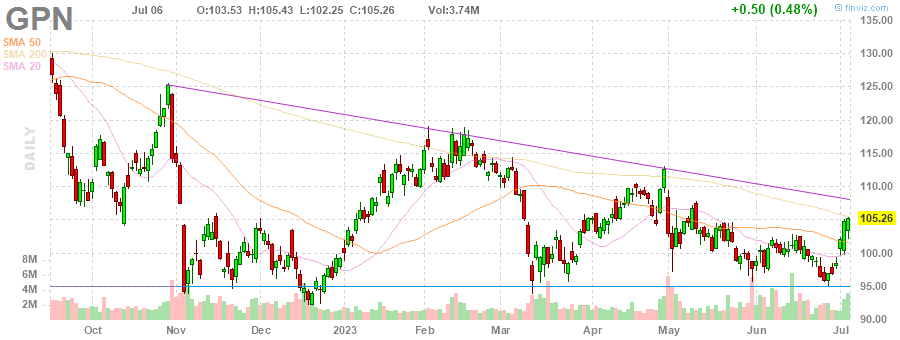 GPN Jul 06 O:103.53 H:105.43 L:102.25 C:105.26 Vol:3.74M +0.50 (0.48%) © finviz.com
SMA 50
SMA 200
SMA 20
DAILY
135.00
130.00
125.00
120.00
115.00
110.00
105.26
100.00
95.00
90.00
8M
6M
4M
2M
Oct Nov Dec 2023 Feb Mar Apr May Jun Jul